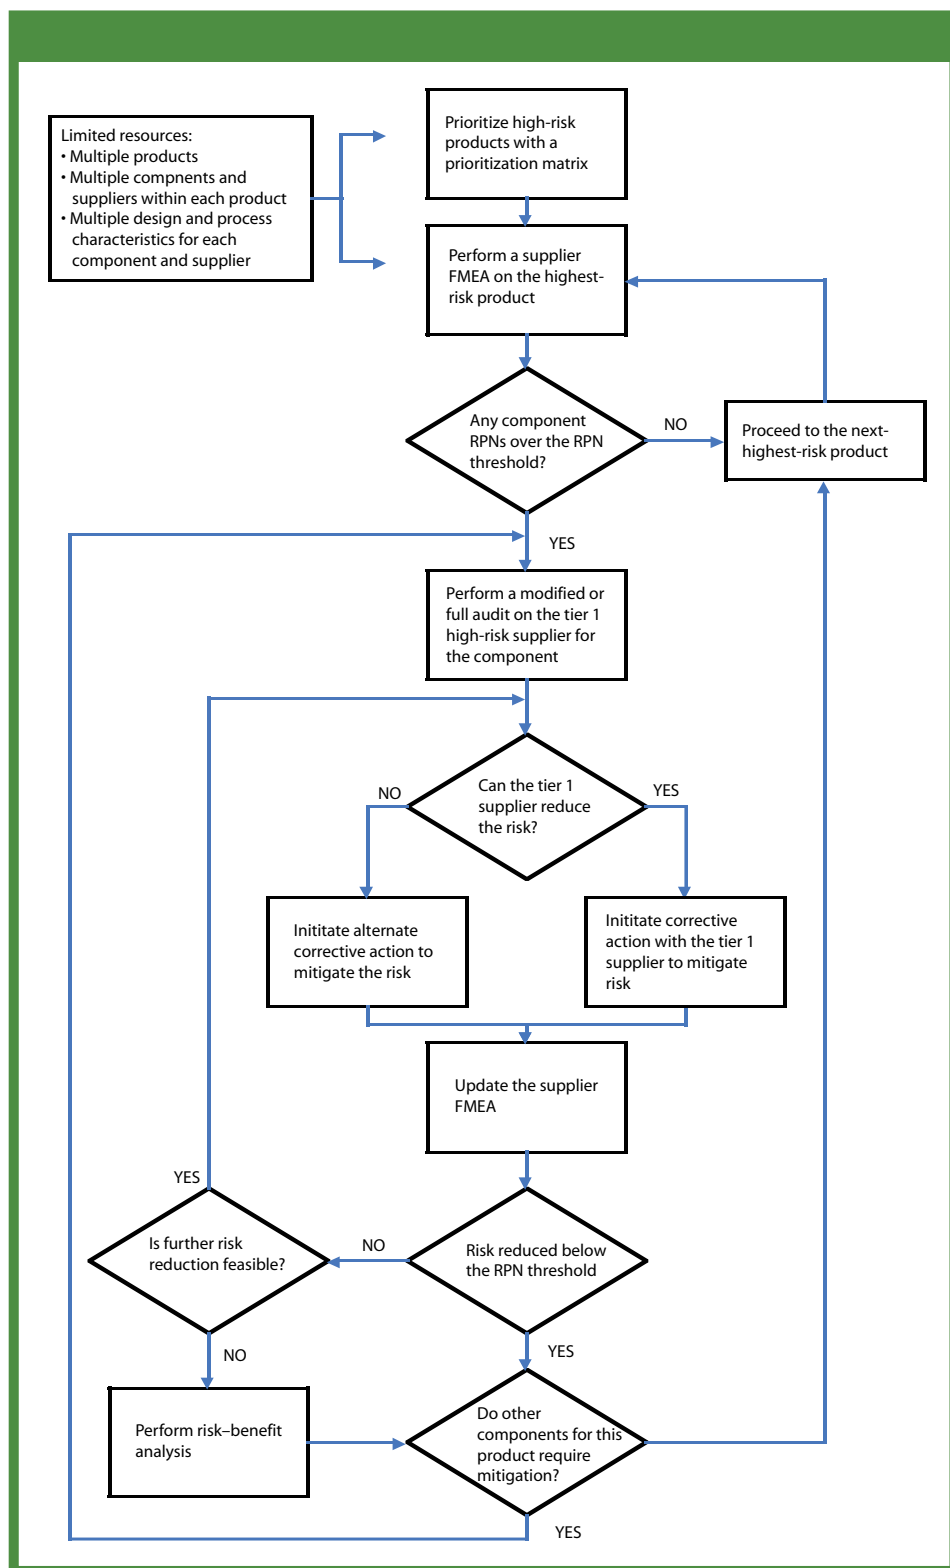 Limited resources:
• Multiple products
• Multiple compnents and
suppliers within each product
• Multiple design and process
characteristics for each
component and supplier
Prioritize high-risk
products with a
prioritization matrix
Perform a supplier
FMEA on the highest-
risk product
Any component
RPNs over the RPN
threshold?
NO
Proceed to the next-
highest-risk product
YES
Perform a modified or
full audit on the tier 1
high-risk supplier for
the component
Can the tier 1
supplier reduce
the risk?
NO
YES
Inititate alternate
corrective action to
mitigate the risk
Inititate corrective
action with the tier 1
supplier to mitigate
risk
Update the supplier
FMEA
Risk reduced below
the RPN threshold
NO
Is further risk
reduction feasible?
YES
NO
YES
Perform risk–benefit
analysis
Do other
components for this
product require
mitigation?
YES